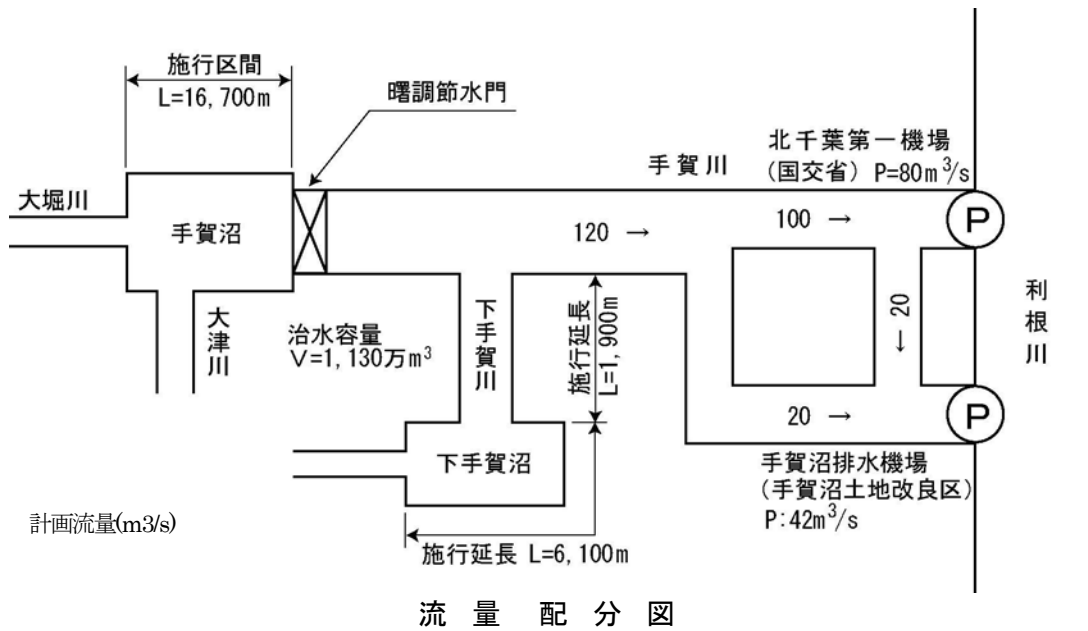 施行区間
L=16,700m
曙調節水門
北千葉第一機場
(国交省) P=80m³/s
手賀川
大堀川
手賀沼
120 →
100 →
P
大津川
治水容量
V=1,130万m³
下手賀川
施行延長
L=1,900m
← 20
利根川
20 →
P
下手賀沼
手賀沼排水機場
(手賀沼土地改良区)
P:42m³/s
計画流量(m3/s)
施行延長 L=6,100m
流量配分図